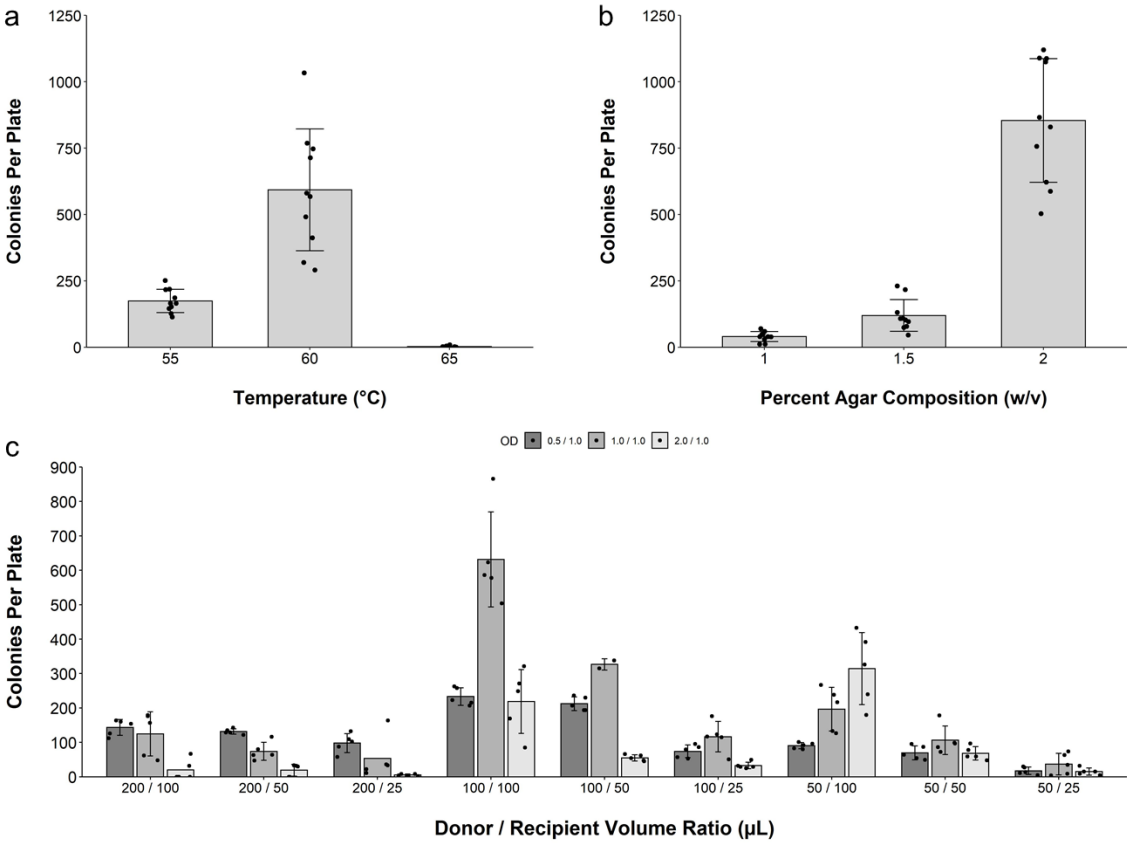 a
1250
1000
750
500
250
0
Colonies Per Plate
55 60 65
Temperature (°C)
b
1250
1000
750
500
250
0
Colonies Per Plate
1 1.5 2
Percent Agar Composition (w/v)
c
OD 0.5 / 1.0 1.0 / 1.0 2.0 / 1.0
900
800
700
600
500
400
300
200
100
0
Colonies Per Plate
200 / 100 200 / 50 200 / 25 100 / 100 100 / 50 100 / 25 50 / 100 50 / 50 50 / 25
Donor / Recipient Volume Ratio (µL)